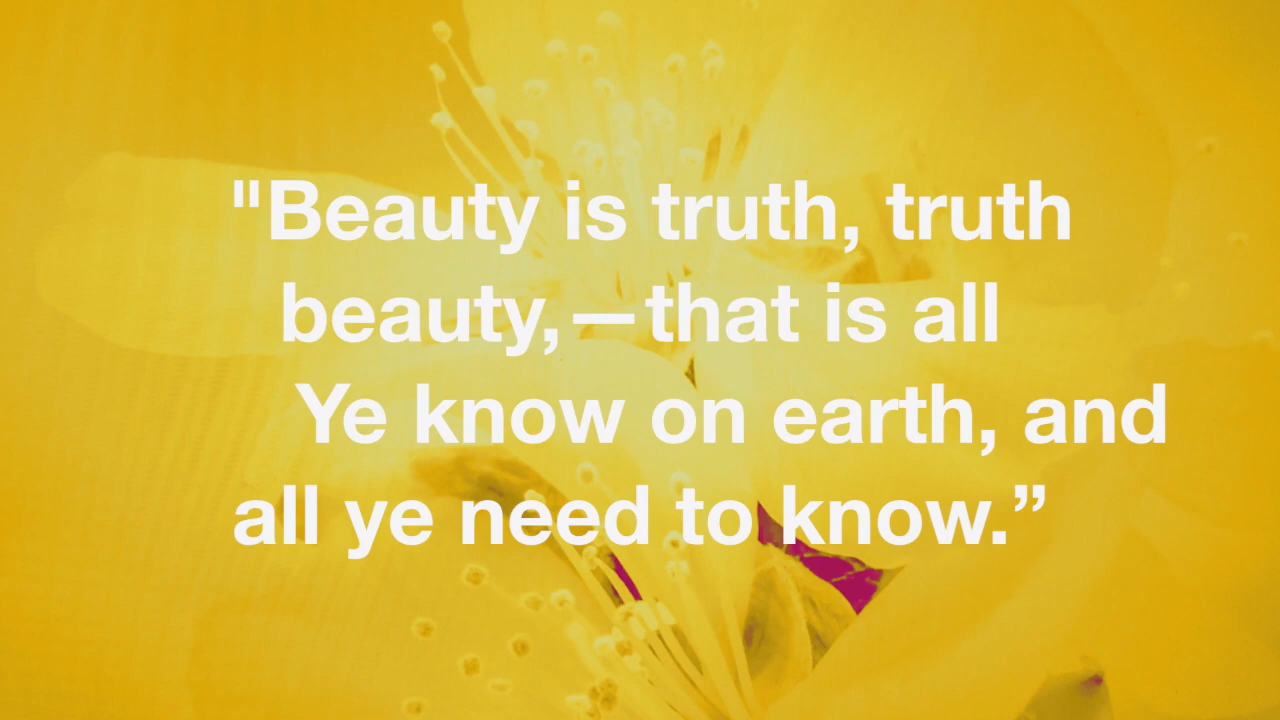 "Beauty is truth, truth
beauty,—that is all
Ye know on earth, and
all ye need to know.”